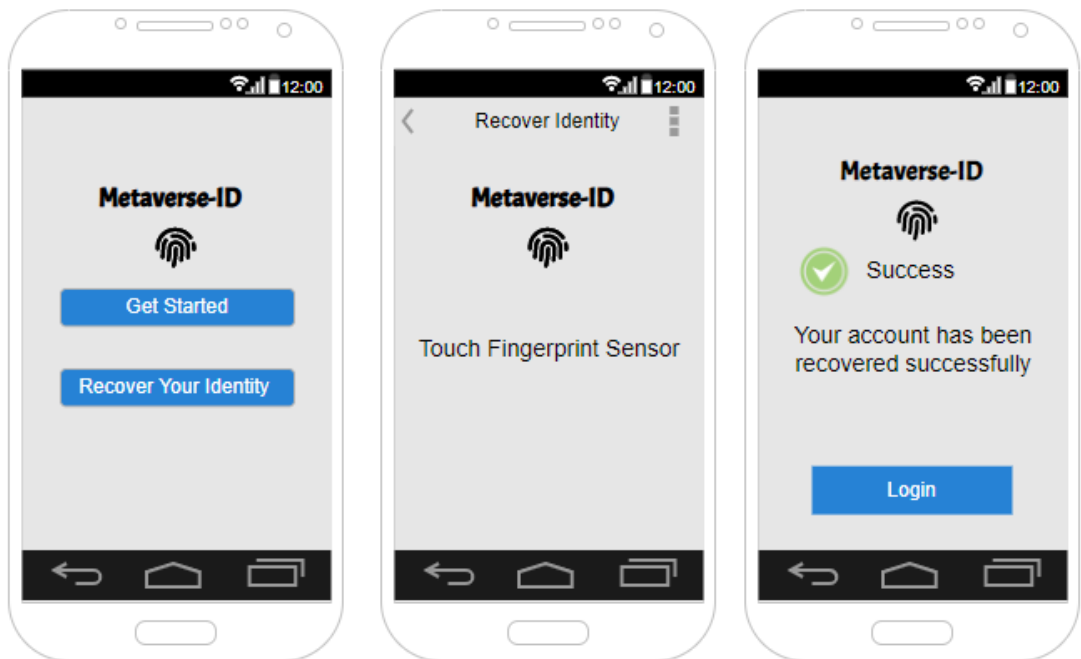 12:00
Metaverse-ID
Get Started
Recover Your Identity
12:00
Recover Identity
Metaverse-ID
Touch Fingerprint Sensor
12:00
Metaverse-ID
Success
Your account has been
recovered successfully
Login